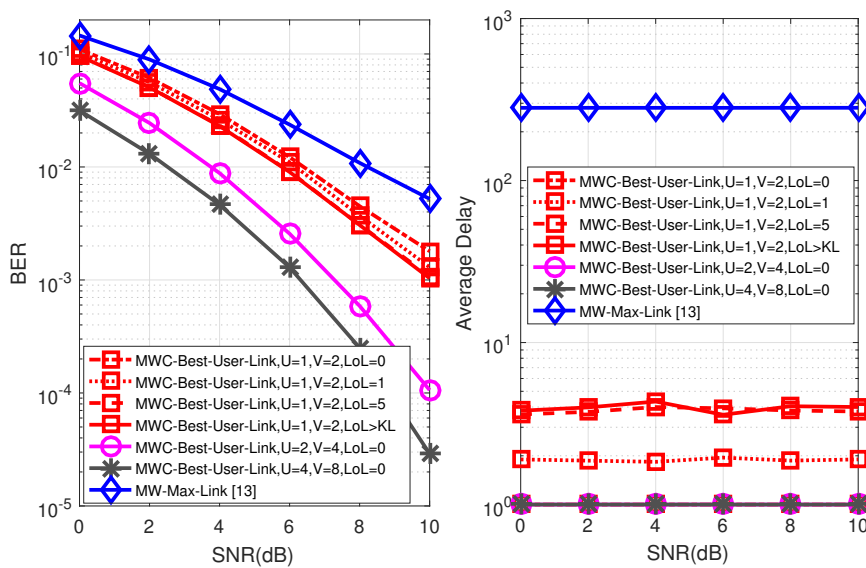 10^-1
10^-2
10^-3
10^-4
10^-5
BER
0 2 4 6 8 10
SNR(dB)
MWC-Best-User-Link,U=1,V=2,LoL=0
MWC-Best-User-Link,U=1,V=2,LoL=1
MWC-Best-User-Link,U=1,V=2,LoL=5
MWC-Best-User-Link,U=1,V=2,LoL>KL
MWC-Best-User-Link,U=2,V=4,LoL=0
MWC-Best-User-Link,U=4,V=8,LoL=0
MW-Max-Link [13]
10^3
10^2
10^1
10^0
Average Delay
0 2 4 6 8 10
SNR(dB)
MWC-Best-User-Link,U=1,V=2,LoL=0
MWC-Best-User-Link,U=1,V=2,LoL=1
MWC-Best-User-Link,U=1,V=2,LoL=5
MWC-Best-User-Link,U=1,V=2,LoL>KL
MWC-Best-User-Link,U=2,V=4,LoL=0
MWC-Best-User-Link,U=4,V=8,LoL=0
MW-Max-Link [13]